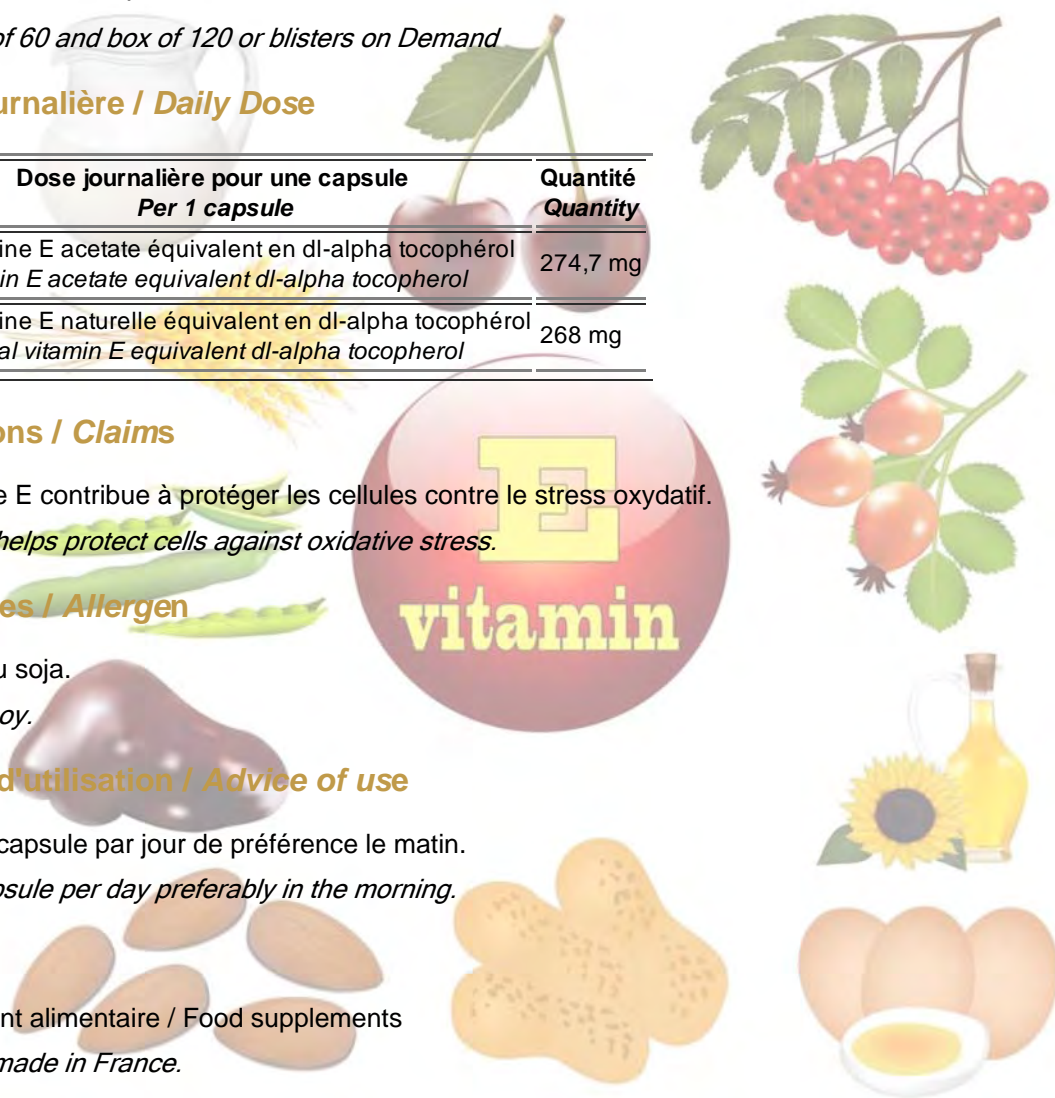 of 60 and box of 120 or blisters on Demand
urnalière / Daily Dose
Dose journalière pour une capsule
Per 1 capsule
Quantité
Quantity
ine E acetate équivalent en dl-alpha tocophérol
in E acetate equivalent dl-alpha tocopherol
274,7 mg
ine E naturelle équivalent en dl-alpha tocophérol
al vitamin E equivalent dl-alpha tocopherol
268 mg
ons / Claims
e E contribue à protéger les cellules contre le stress oxydatif.
helps protect cells against oxidative stress.
E
vitamin
es / Allergen
u soja.
oy.
d'utilisation / Advice of use
capsule par jour de préférence le matin.
psule per day preferably in the morning.
nt alimentaire / Food supplements
made in France.